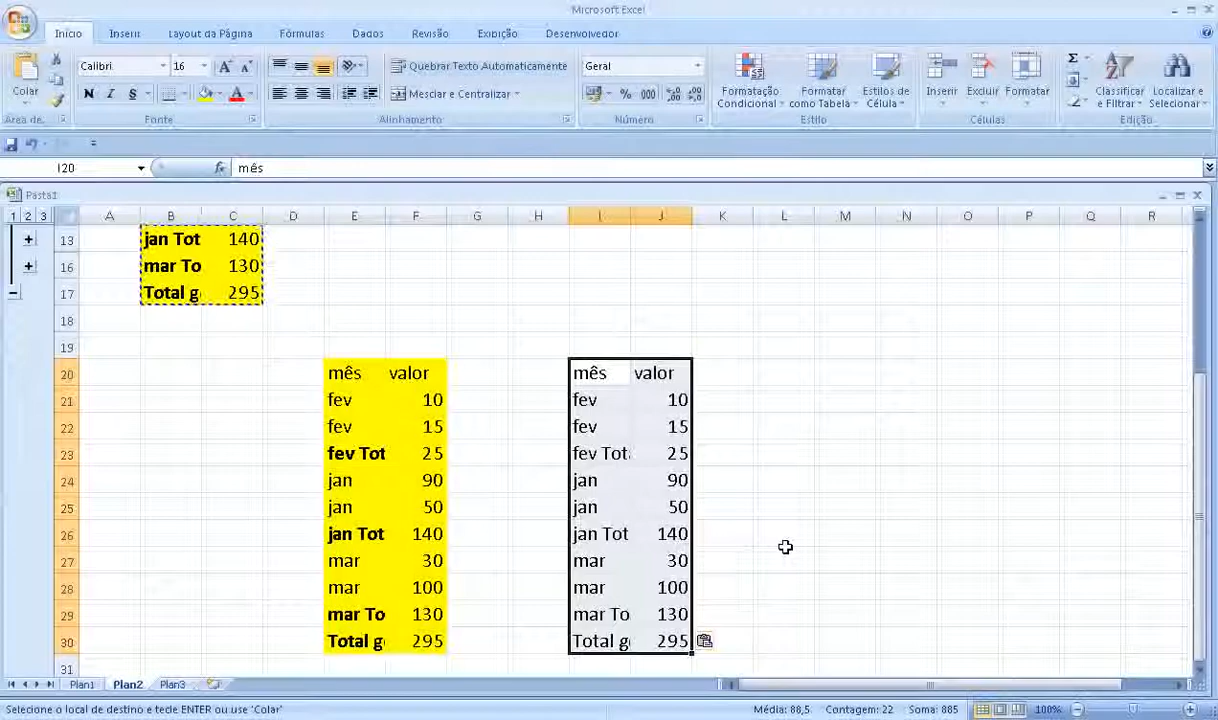 Microsoft Excel
Início Inserir Layout da Página Fórmulas Dados Revisão Exibição Desenvolvedor
Calibri 16 Quebrar Texto Automaticamente Geral
Colar N I S Mesclar e Centralizar % 000 Formatação Condicional Formatar como Tabela Estilos de Célula Inserir Excluir Formatar Classificar e Filtrar Localizar e Selecionar
Área de... Fonte Alinhamento Número Estilo Células Edição
I20 fx mês
Pasta1
1 2 3 A B C D E F G H I J K L M N O P Q R
13 jan Tot 140
16 mar To 130
17 Total g 295
18
19
20 mês valor mês valor
21 fev 10 fev 10
22 fev 15 fev 15
23 fev Tot 25 fev Tot 25
24 jan 90 jan 90
25 jan 50 jan 50
26 jan Tot 140 jan Tot 140
27 mar 30 mar 30
28 mar 100 mar 100
29 mar To 130 mar To 130
30 Total g 295 Total g 295
31
Plan1 Plan2 Plan3
Selecione o local de destino e tecle ENTER ou use 'Colar' Média: 88,5 Contagem: 22 Soma: 885 100%